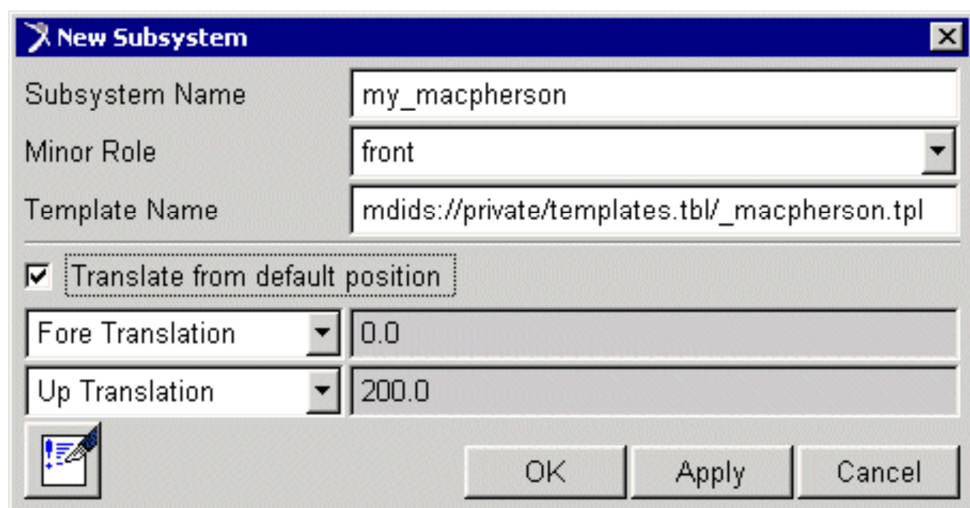 New Subsystem
Subsystem Name my_macpherson
Minor Role front
Template Name mdids://private/templates.tbl/_macpherson.tpl
Translate from default position
Fore Translation 0.0
Up Translation 200.0
OK Apply Cancel